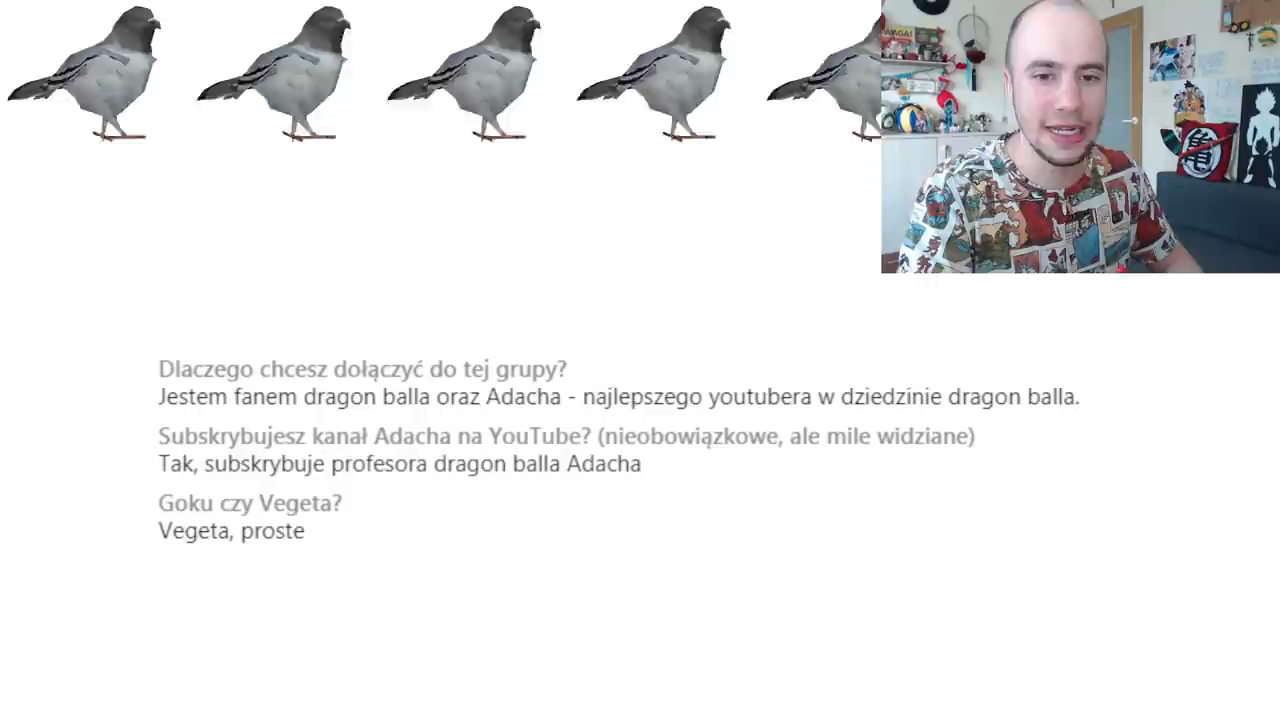 Dlaczego chcesz dołączyć do tej grupy?
Jestem fanem dragon balla oraz Adacha - najlepszego youtubera w dziedzinie dragon balla.
Subskrybujesz kanał Adacha na YouTube? (nieobowiązkowe, ale mile widziane)
Tak, subskrybuje profesora dragon balla Adacha
Goku czy Vegeta?
Vegeta, proste
亀